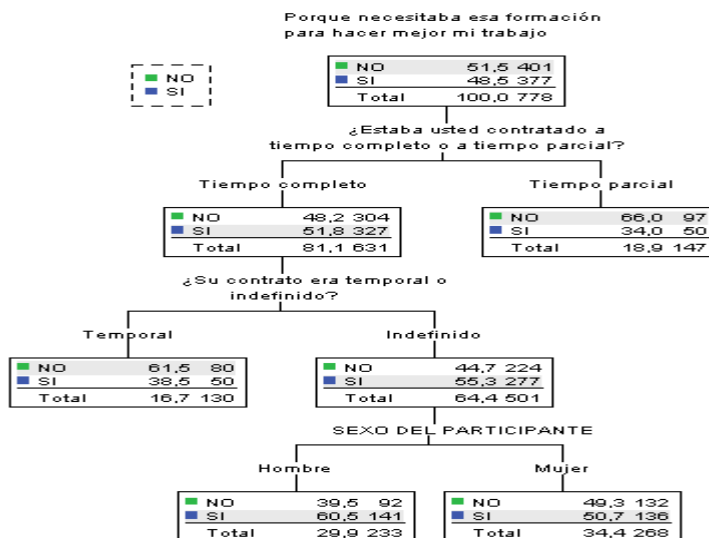 Porque necesitaba esa formación
para hacer mejor mi trabajo
NO
SI
NO 51,5 401
SI 48,5 377
Total 100,0 778
¿Estaba usted contratado a
tiempo completo o a tiempo parcial?
Tiempo completo
Tiempo parcial
NO 48,2 304
SI 51,8 327
Total 81,1 631
NO 66,0 97
SI 34,0 50
Total 18,9 147
¿Su contrato era temporal o
indefinido?
Temporal
Indefinido
NO 61,5 80
SI 38,5 50
Total 16,7 130
NO 44,7 224
SI 55,3 277
Total 64,4 501
SEXO DEL PARTICIPANTE
Hombre
Mujer
NO 39,5 92
SI 60,5 141
Total 29,9 233
NO 49,3 132
SI 50,7 136
Total 34,4 268